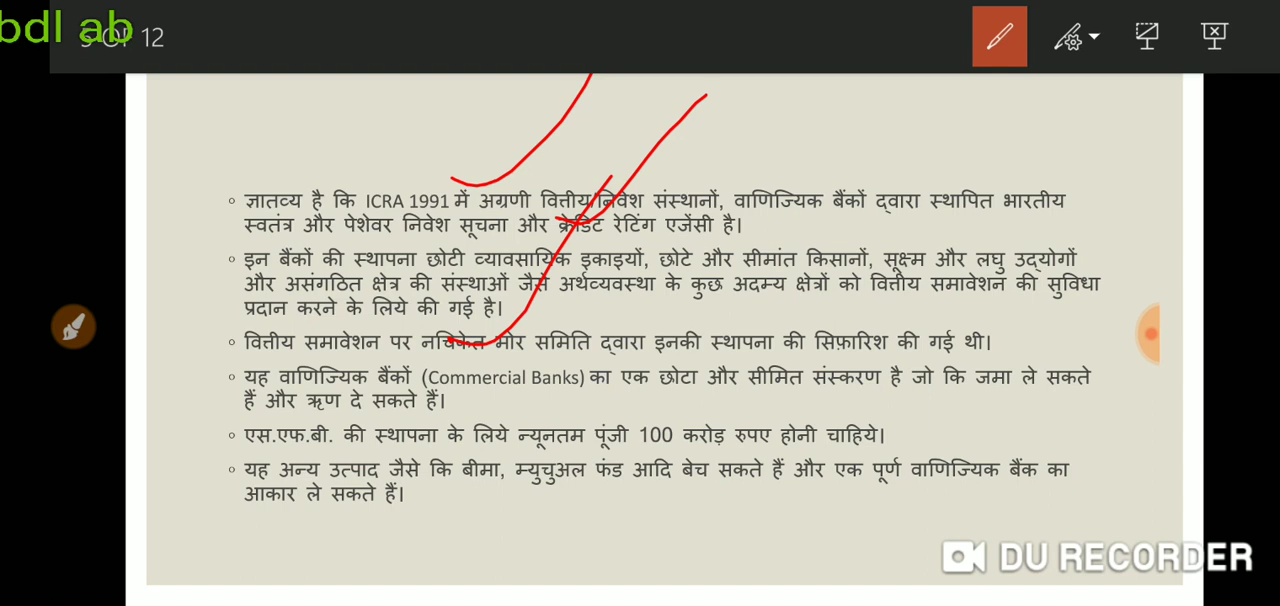 bdl ab
9 OF 12
◦ ज्ञातव्य है कि ICRA 1991 में अग्रणी वित्तीय/निवेश संस्थानों, वाणिज्यिक बैंकों द्वारा स्थापित भारतीय
स्वतंत्र और पेशेवर निवेश सूचना और क्रेडिट रेटिंग एजेंसी है।
◦ इन बैंकों की स्थापना छोटी व्यावसायिक इकाइयों, छोटे और सीमांत किसानों, सूक्ष्म और लघु उद्योगों
और असंगठित क्षेत्र की संस्थाओं जैसे अर्थव्यवस्था के कुछ अदम्य क्षेत्रों को वित्तीय समावेशन की सुविधा
प्रदान करने के लिये की गई है।
◦ वित्तीय समावेशन पर नचिकेत मोर समिति द्वारा इनकी स्थापना की सिफ़ारिश की गई थी।
◦ यह वाणिज्यिक बैंकों (Commercial Banks) का एक छोटा और सीमित संस्करण है जो कि जमा ले सकते
हैं और ऋण दे सकते हैं।
◦ एस.एफ.बी. की स्थापना के लिये न्यूनतम पूंजी 100 करोड़ रुपए होनी चाहिये।
◦ यह अन्य उत्पाद जैसे कि बीमा, म्युचुअल फंड आदि बेच सकते हैं और एक पूर्ण वाणिज्यिक बैंक का
आकार ले सकते हैं।
DU RECORDER